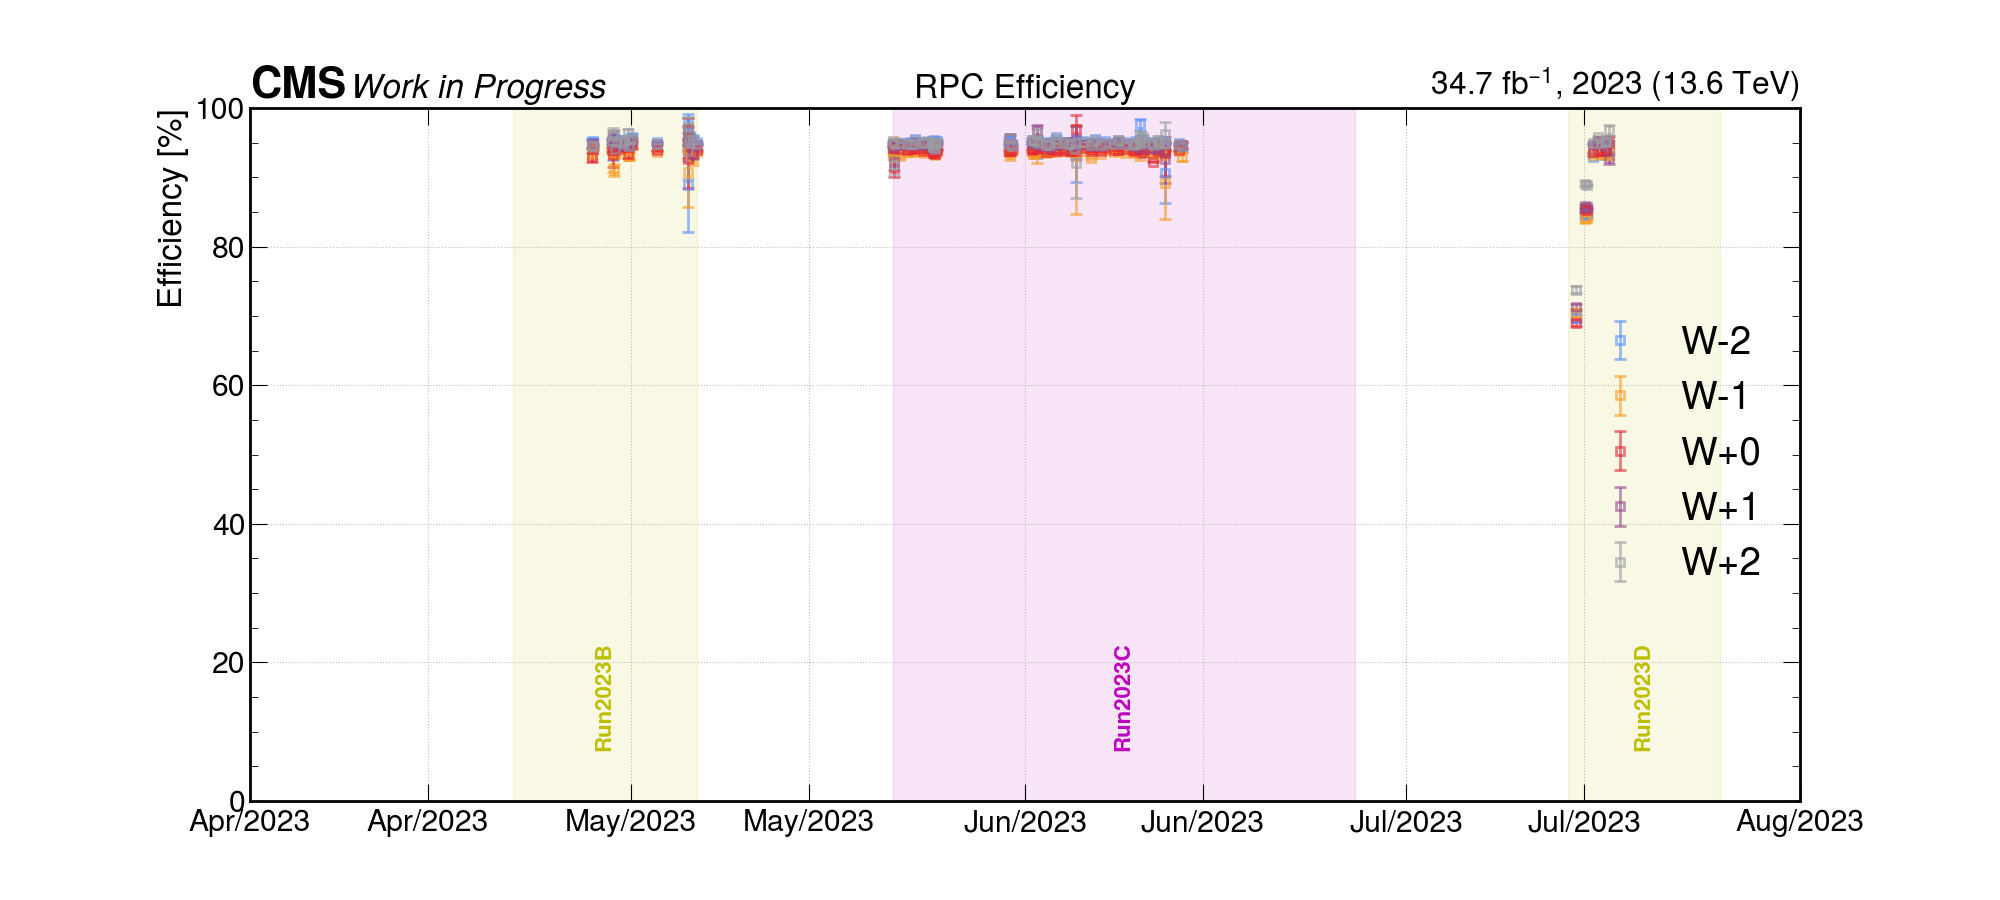 CMS Work in Progress
RPC Efficiency
34.7 fb⁻¹, 2023 (13.6 TeV)
Efficiency [%]
100
80
60
40
20
0
W-2
W-1
W+0
W+1
W+2
Run2023B
Run2023C
Run2023D
Apr/2023 Apr/2023 May/2023 May/2023 Jun/2023 Jun/2023 Jul/2023 Jul/2023 Aug/2023